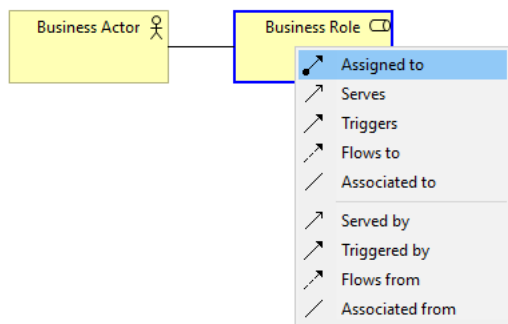 Business Actor
Business Role
Assigned to
Serves
Triggers
Flows to
Associated to
Served by
Triggered by
Flows from
Associated from